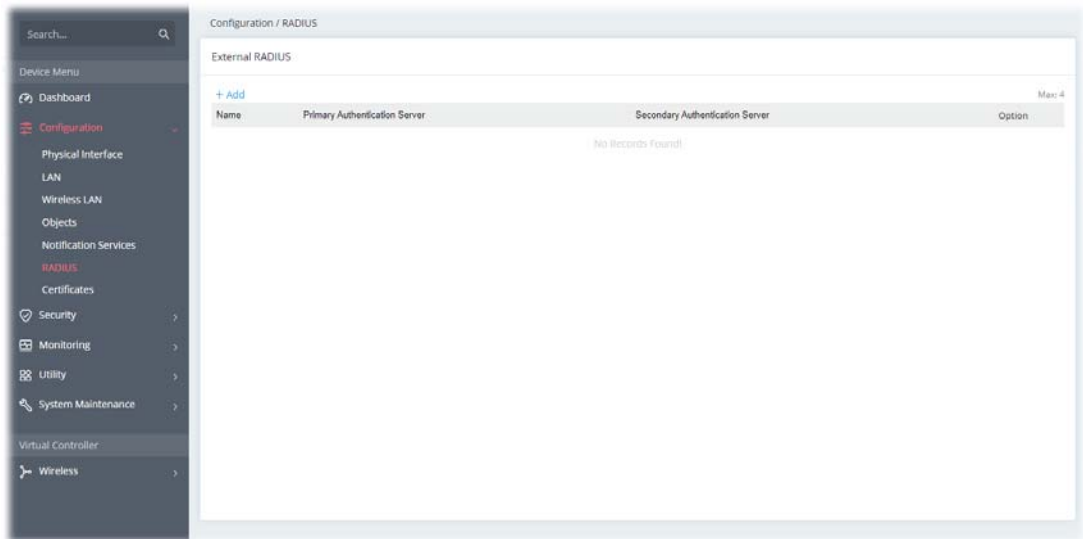 Search...
Device Menu
Dashboard
Configuration
Physical Interface
LAN
Wireless LAN
Objects
Notification Services
RADIUS
Certificates
Security
Monitoring
Utility
System Maintenance
Virtual Controller
Wireless
Configuration / RADIUS
External RADIUS
+ Add Max: 4
Name Primary Authentication Server Secondary Authentication Server Option
No Records Found!